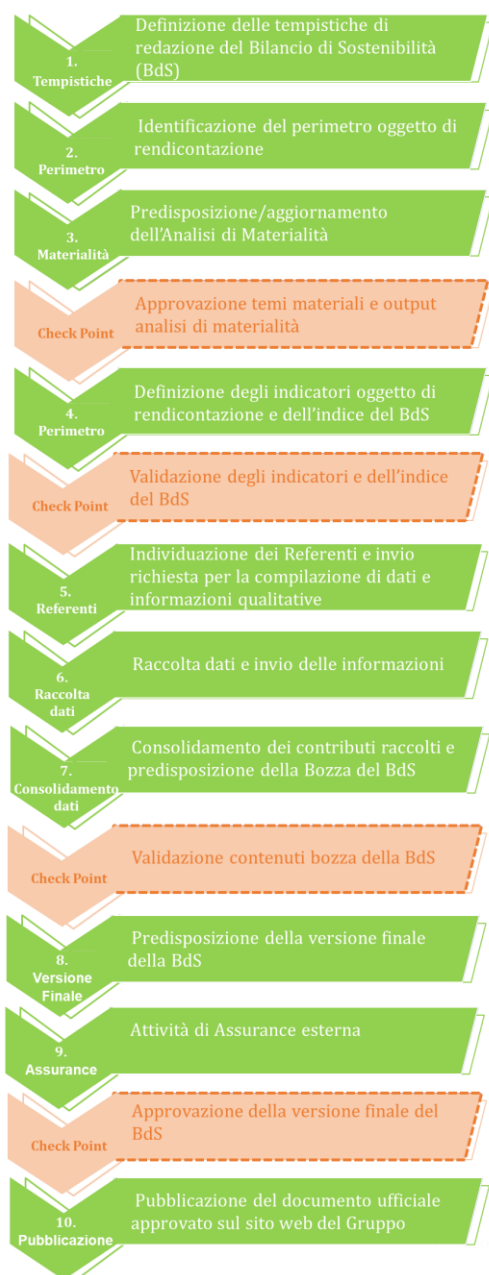 1.
Tempistiche
Definizione delle tempistiche di
redazione del Bilancio di Sostenibilità
(BdS)
2.
Perimetro
Identificazione del perimetro oggetto di
rendicontazione
3.
Materialità
Predisposizione/aggiornamento
dell'Analisi di Materialità
Check Point
Approvazione temi materiali e output
analisi di materialità
4.
Perimetro
Definizione degli indicatori oggetto di
rendicontazione e dell'indice del BdS
Check Point
Validazione degli indicatori e dell'indice
del BdS
5.
Referenti
Individuazione dei Referenti e invio
richiesta per la compilazione di dati e
informazioni qualitative
6.
Raccolta
dati
Raccolta dati e invio delle informazioni
7.
Consolidamento
dati
Consolidamento dei contributi raccolti e
predisposizione della Bozza del BdS
Check Point
Validazione contenuti bozza della BdS
8.
Versione
Finale
Predisposizione della versione finale
della BdS
9.
Assurance
Attività di Assurance esterna
Check Point
Approvazione della versione finale del
BdS
10.
Pubblicazione
Pubblicazione del documento ufficiale
approvato sul sito web del Gruppo